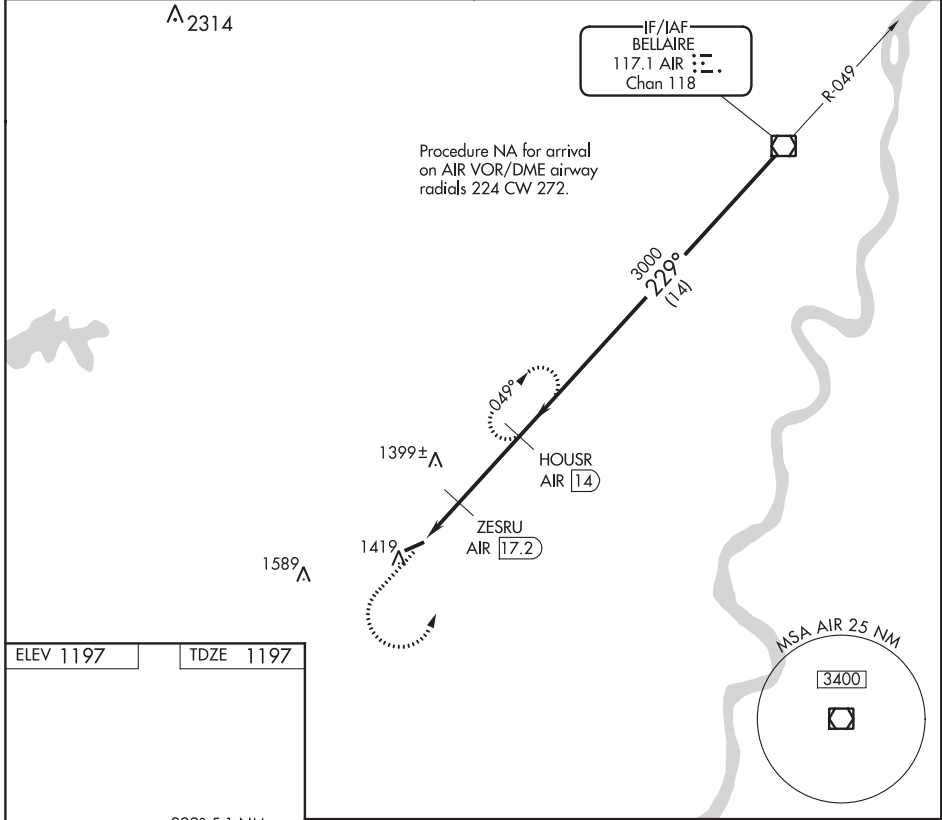 2314
IF/IAF
BELLAIRE
117.1 AIR
Chan 118
R-049
Procedure NA for arrival
on AIR VOR/DME airway
radials 224 CW 272.
3000
229°
(14)
049°
HOUSR
AIR 14
1399±
ZESRU
AIR 17.2
1419
1589
MSA AIR 25 NM
3400
ELEV 1197
TDZE 1197